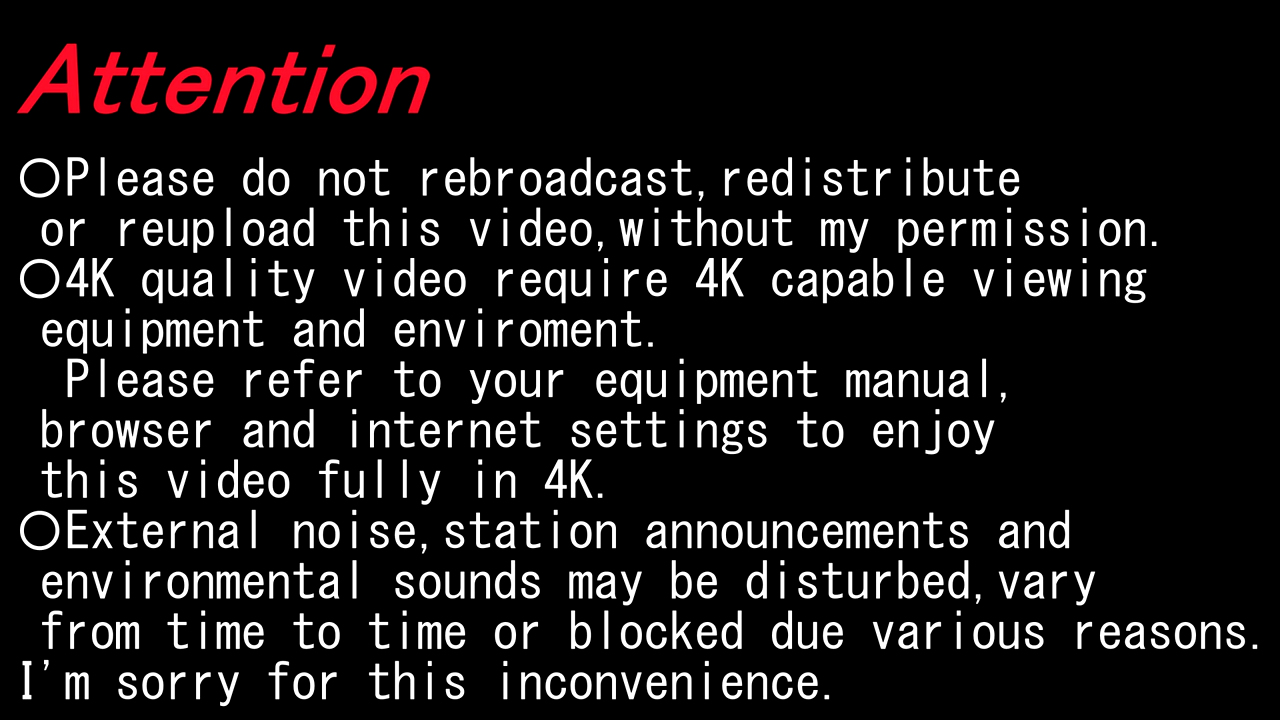 Attention
○Please do not rebroadcast,redistribute
or reupload this video,without my permission.
○4K quality video require 4K capable viewing
equipment and enviroment.
Please refer to your equipment manual,
browser and internet settings to enjoy
this video fully in 4K.
○External noise,station announcements and
environmental sounds may be disturbed,vary
from time to time or blocked due various reasons.
I'm sorry for this inconvenience.